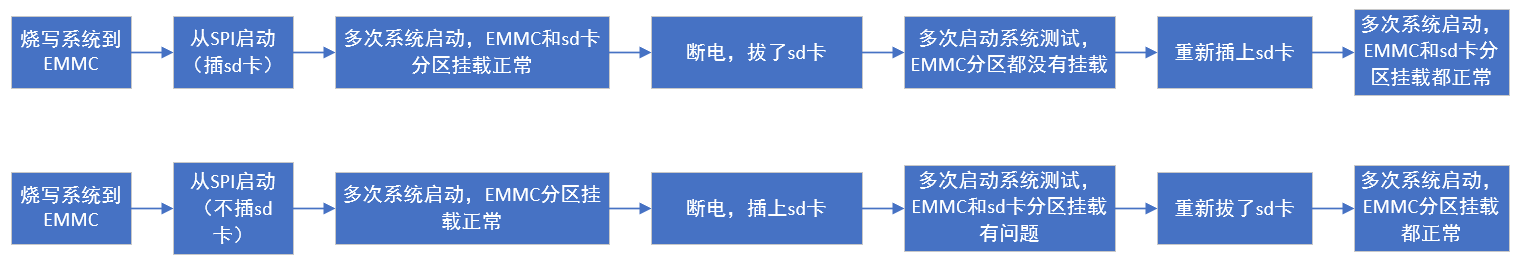 烧写系统到
EMMC
从SPI启动
（插sd卡）
多次系统启动，EMMC和sd卡
分区挂载正常
断电，拔了sd卡
多次启动系统测试，
EMMC分区都没有挂载
重新插上sd卡
多次系统启动，
EMMC和sd卡分
区挂载都正常
烧写系统到
EMMC
从SPI启动
（不插sd
卡）
多次系统启动，EMMC分区挂
载正常
断电，插上sd卡
多次启动系统测试，
EMMC和sd卡分区挂载
有问题
重新拔了sd卡
多次系统启动，
EMMC分区挂载
都正常